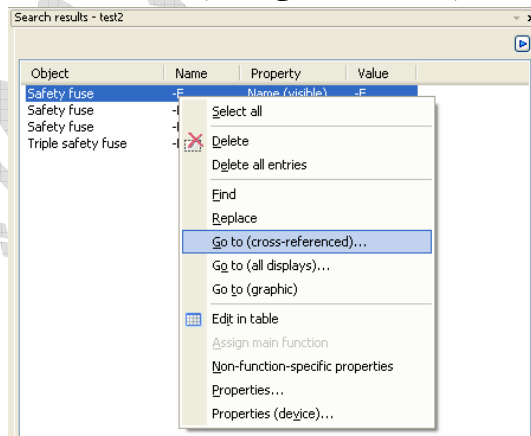 Search results - test2
Object Name Property Value
Safety fuse -F Name (visible) -F
Safety fuse
Safety fuse
Triple safety fuse
Select all
Delete
Delete all entries
Find
Replace
Go to (cross-referenced)...
Go to (all displays)...
Go to (graphic)
Edit in table
Assign main function
Non-function-specific properties
Properties...
Properties (device)...